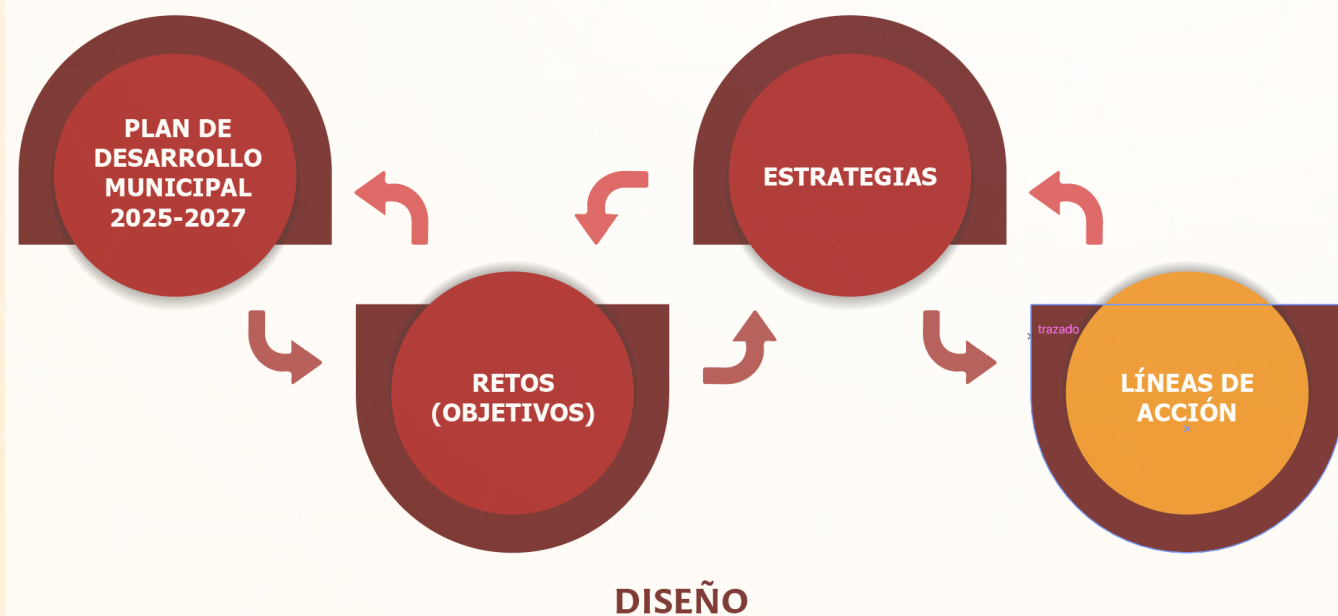 PLAN DE
DESARROLLO
MUNICIPAL
2025-2027
RETOS
(OBJETIVOS)
ESTRATEGIAS
trazado
LÍNEAS DE
ACCIÓN
DISEÑO